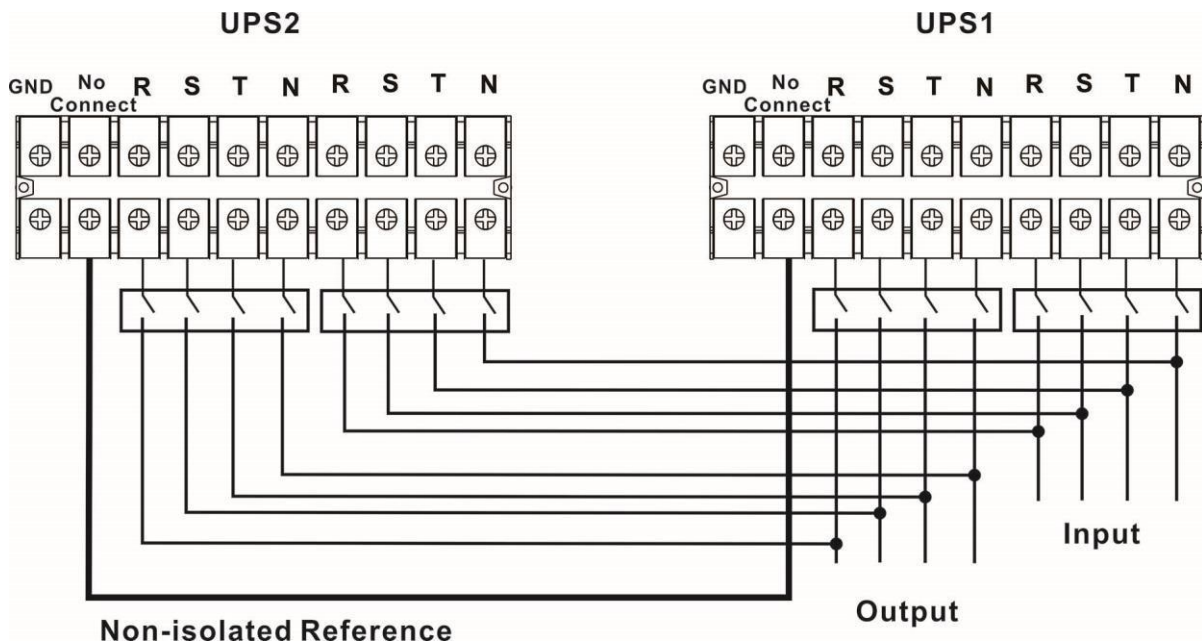 UPS2 UPS1
GND No Connect R S T N R S T N
GND No Connect R S T N R S T N
Input
Output
Non-isolated Reference